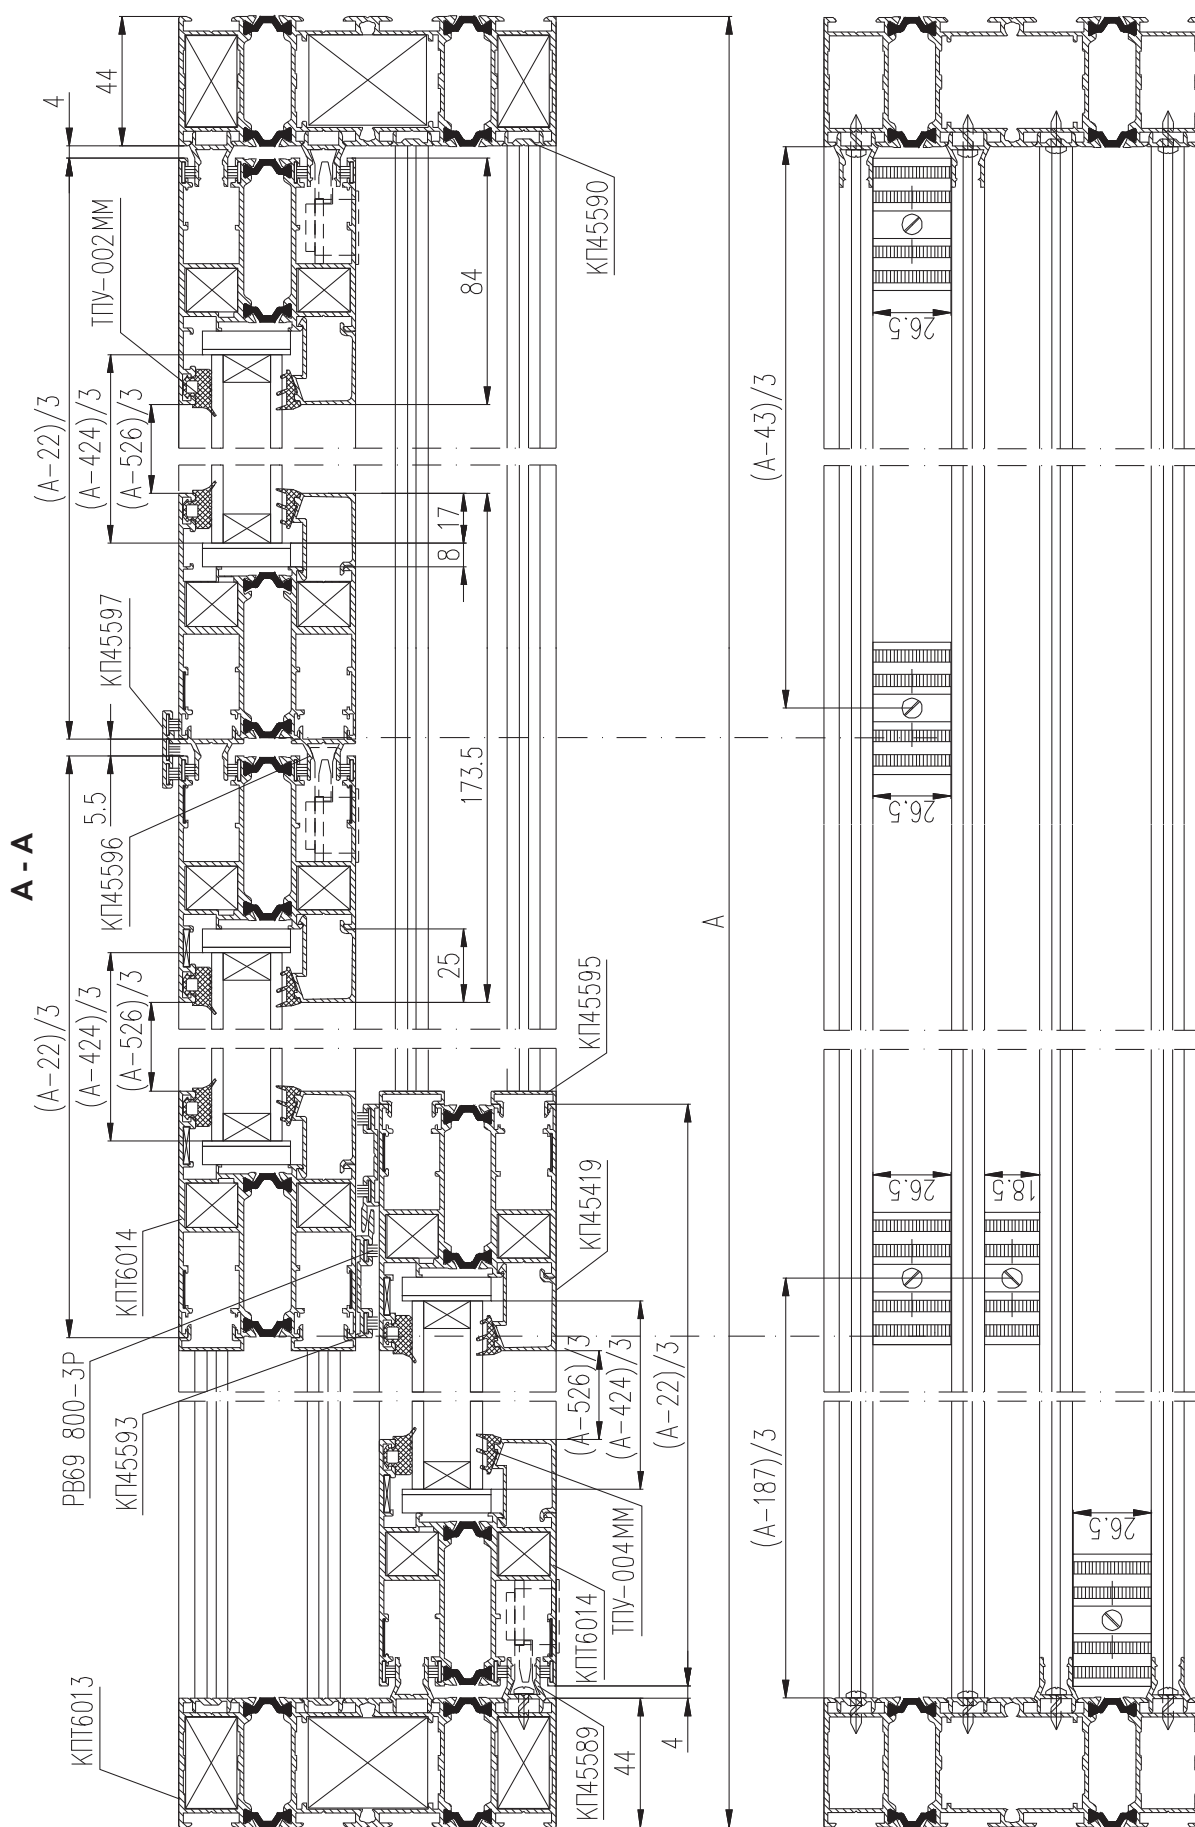 А - А
44
4
ТПУ-002ММ
КП45590
84
(А-22)/3
(А-424)/3
(А-526)/3
17
8
КП45597
5.5
КП45596
173.5
25
А
(А-22)/3
(А-424)/3
(А-526)/3
КП45595
КПТ6014
КП45419
РВ69 800-3Р
КП45593
(А-526)/3
(А-424)/3
(А-22)/3
ТПУ-004ММ
КПТ6014
КПТ6013
КП45589
44
4
26.5
(А-43)/3
26.5
26.5
18.5
(А-187)/3
26.5